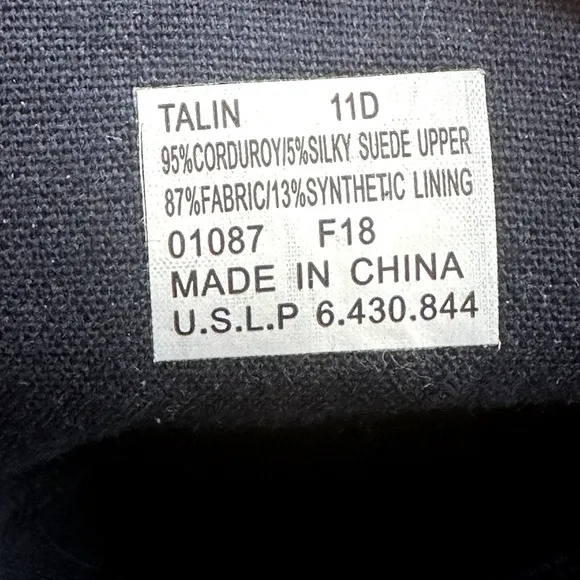 TALIN 11D
95%CORDUROY/5%SILKY SUEDE UPPER
87%FABRIC/13%SYNTHETIC LINING
01087 F18
MADE IN CHINA
U.S.L.P 6.430.844